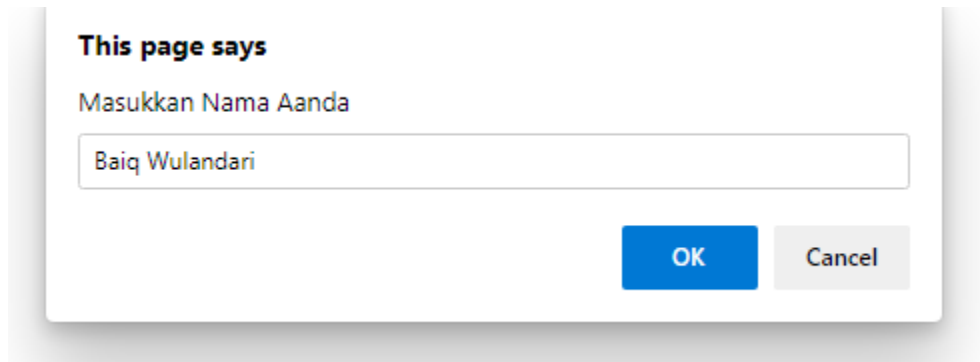 This page says
Masukkan Nama Aanda
Baiq Wulandari
OK Cancel